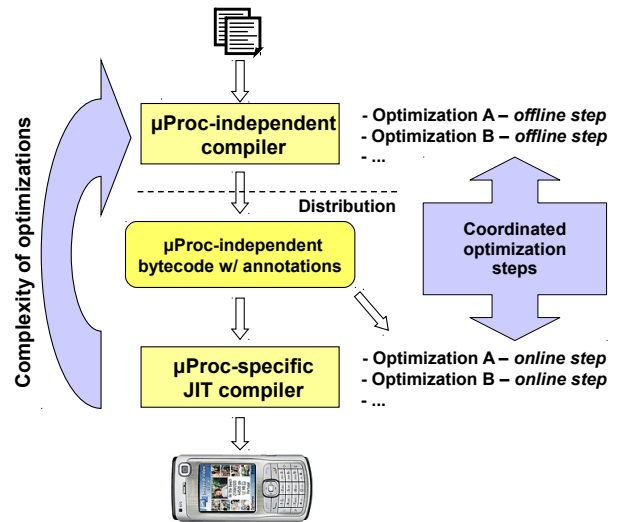 µProc-independent
compiler
- Optimization A – offline step
- Optimization B – offline step
- ...
Distribution
Complexity of optimizations
µProc-independent
bytecode w/ annotations
Coordinated
optimization
steps
µProc-specific
JIT compiler
- Optimization A – online step
- Optimization B – online step
- ...